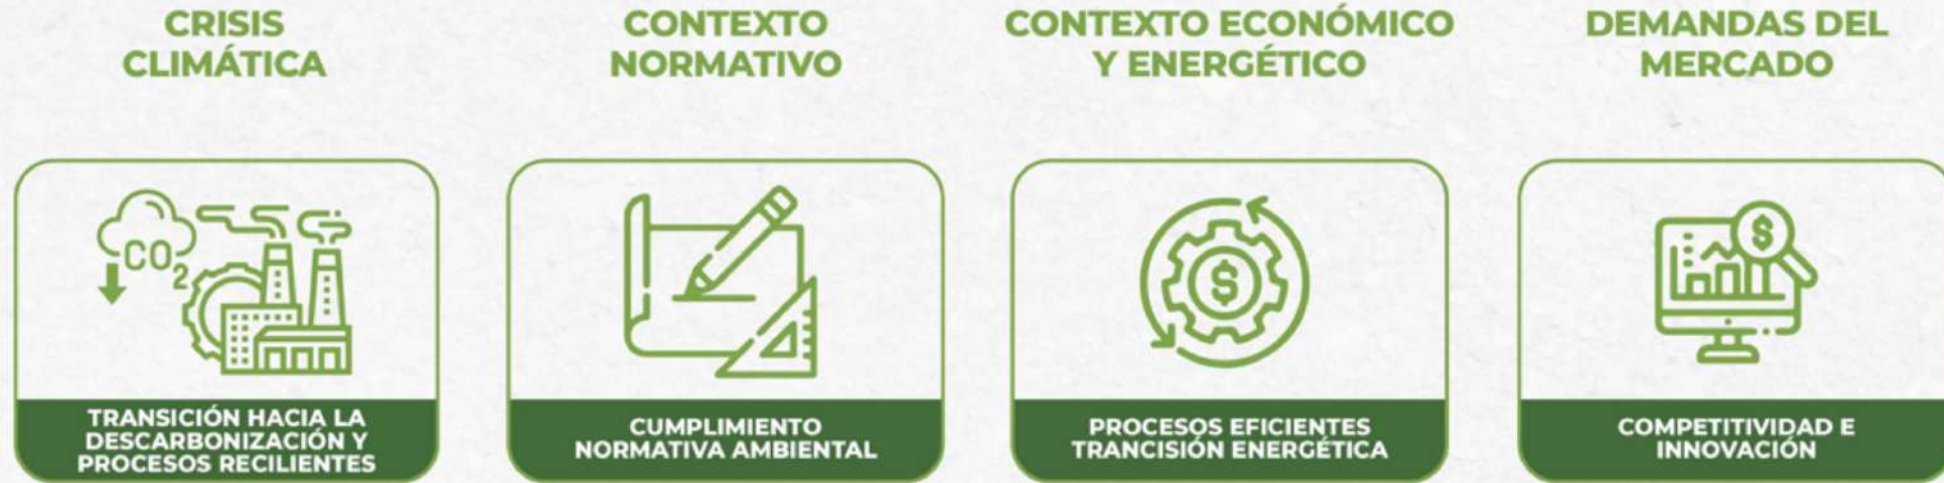 CRISIS
CLIMÁTICA
CONTEXTO
NORMATIVO
CONTEXTO ECONÓMICO
Y ENERGÉTICO
DEMANDAS DEL
MERCADO
CO2
TRANSICIÓN HACIA LA
DESCARBONIZACIÓN Y
PROCESOS RECILIENTES
CUMPLIMIENTO
NORMATIVA AMBIENTAL
$
PROCESOS EFICIENTES
TRANCISIÓN ENERGÉTICA
$
COMPETITIVIDAD E
INNOVACIÓN